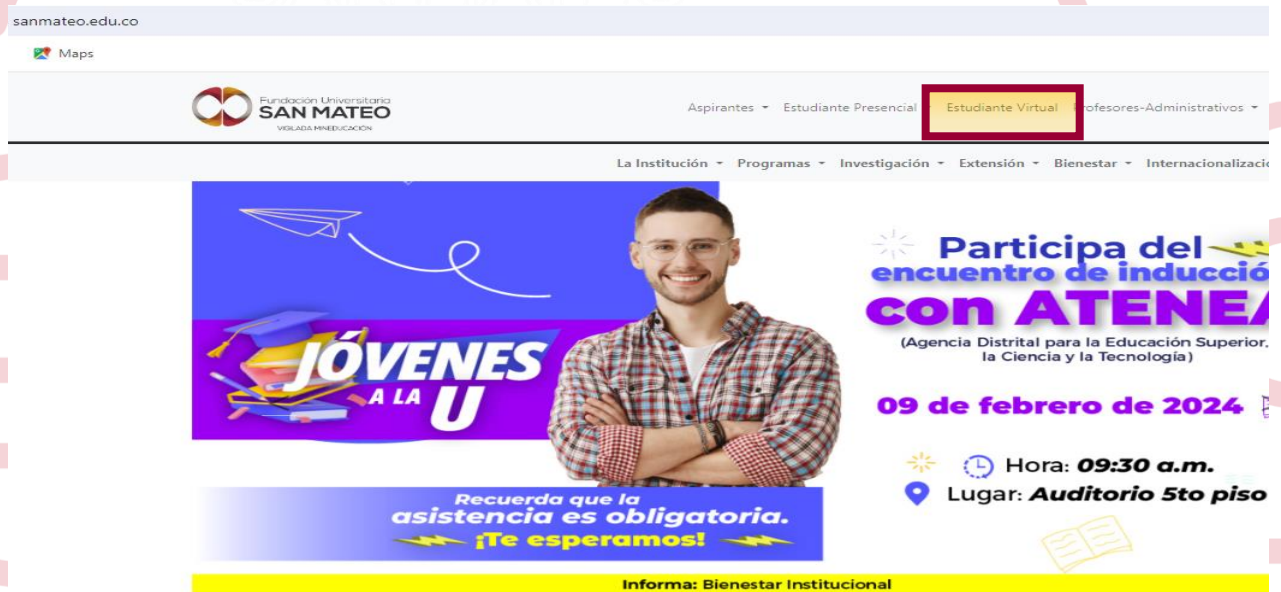 sanmateo.edu.co
Maps
Fundación Universitaria
SAN MATEO
VIGILADA MINEDUCACIÓN
Aspirantes Estudiante Presencial Estudiante Virtual rofesores-Administrativos
La Institución Programas Investigación Extensión Bienestar Internacionalizaci
JÓVENES
A LA
U
Participa del
encuentro de inducció
con ATENEA
(Agencia Distrital para la Educación Superior,
la Ciencia y la Tecnología)
09 de febrero de 2024
Hora: 09:30 a.m.
Lugar: Auditorio 5to piso
Recuerda que la
asistencia es obligatoria.
¡Te esperamos!
Informa: Bienestar Institucional